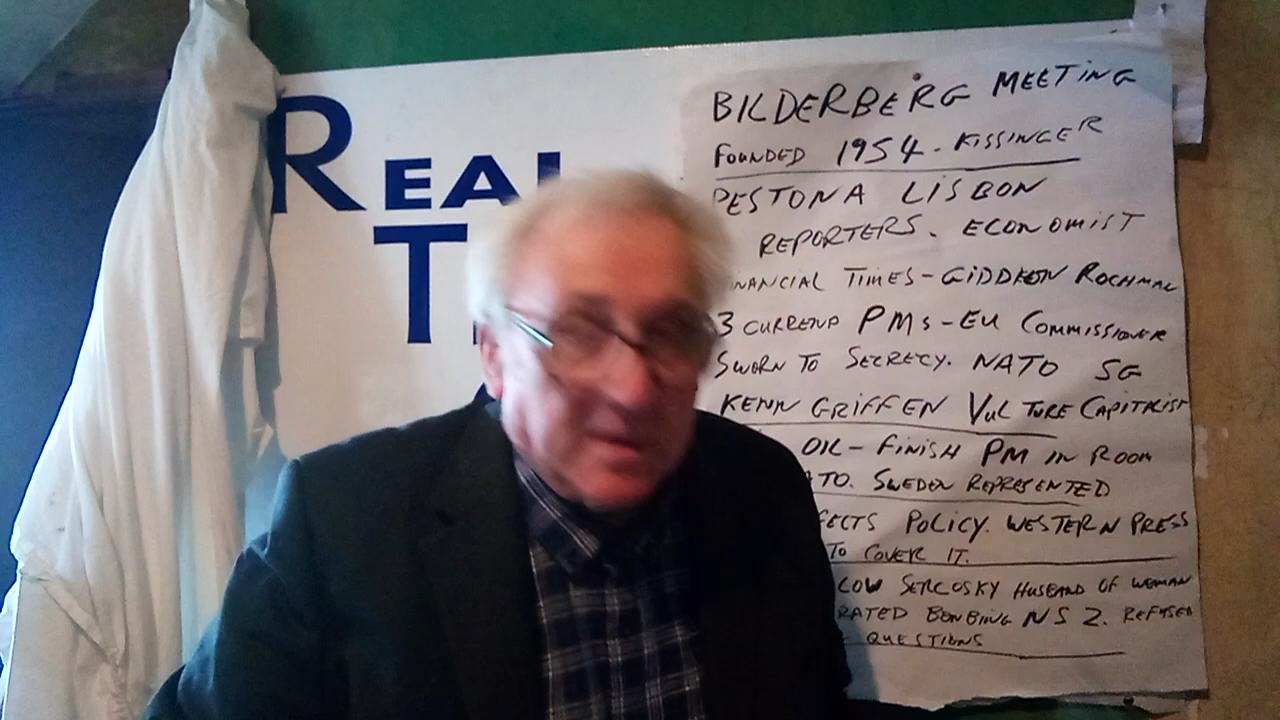 REAL
T
BILDERBERG MEETING
FOUNDED 1954 - KISSINGER
PESTONA LISBON
REPORTERS. ECONOMIST
NANCIAL TIMES - GIDDEON ROCHMAN
3 CURREND PMs - EU COMMISSIONER
SWORN TO SECRECY. NATO SG
KENN GRIFFEN VULTURE CAPITALIST
OIL - FINISH PM IN ROOM
TO. SWEDEN REPRESENTED
FECTS POLICY. WESTERN PRESS
TO COVER IT.
LOW SERCOSKY HUSBAND OF WOMAN
RATED BOMBING NS 2. REFUSED
QUESTIONS